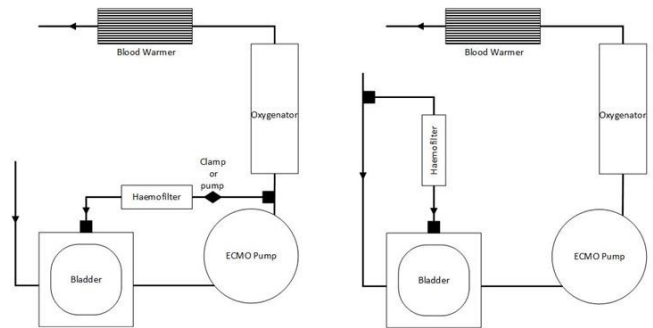 Blood Warmer
Oxygenator
Clamp
or
pump
Haemofilter
Bladder
ECMO Pump
Blood Warmer
Oxygenator
Haemofilter
Bladder
ECMO Pump